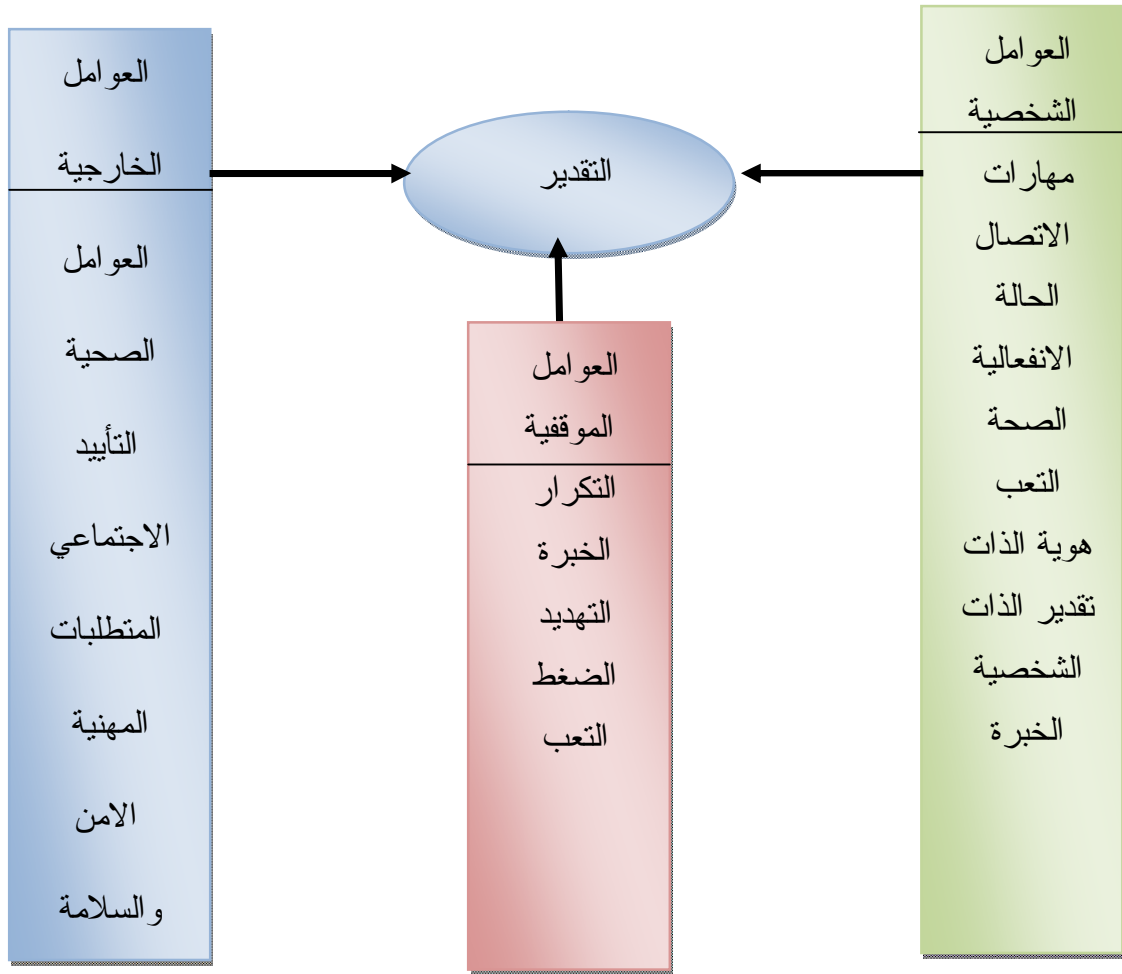 العوامل
الشخصية
مهارات
الاتصال
الحالة
الانفعالية
الصحة
التعب
هوية الذات
تقدير الذات
الشخصية
الخبرة
التقدير
العوامل
الموقفية
التكرار
الخبرة
التهديد
الضغط
التعب
العوامل
الخارجية
العوامل
الصحية
التأييد
الاجتماعي
المتطلبات
المهنية
الامن
والسلامة